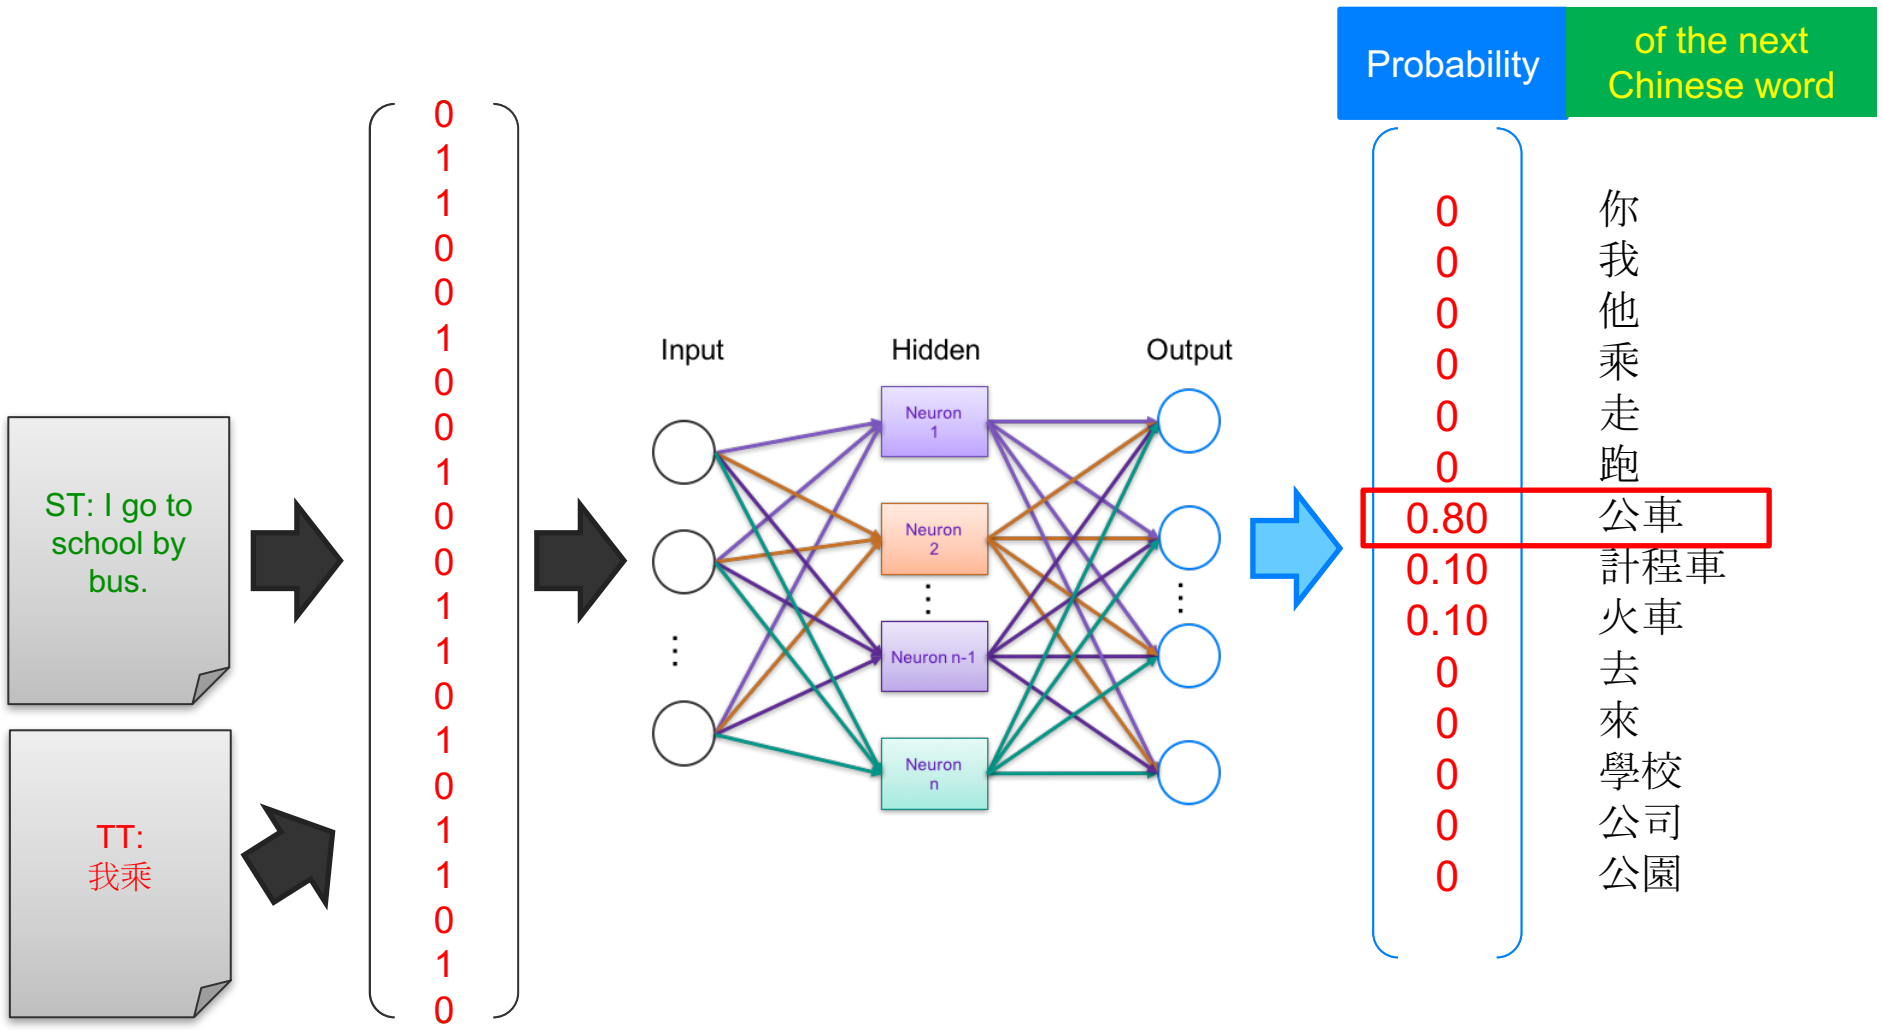 Probability
of the next
Chinese word
0
1
1
0
0
1
0
0
1
0
0
1
1
0
1
0
1
1
0
1
0
ST: I go to
school by
bus.
TT:
我乘
Input
Hidden
Output
Neuron
1
Neuron
2
Neuron n-1
Neuron
n
0 你
0 我
0 他
0 乘
0 走
0 跑
0.80 公車
0.10 計程車
0.10 火車
0 去
0 來
0 學校
0 公司
0 公園